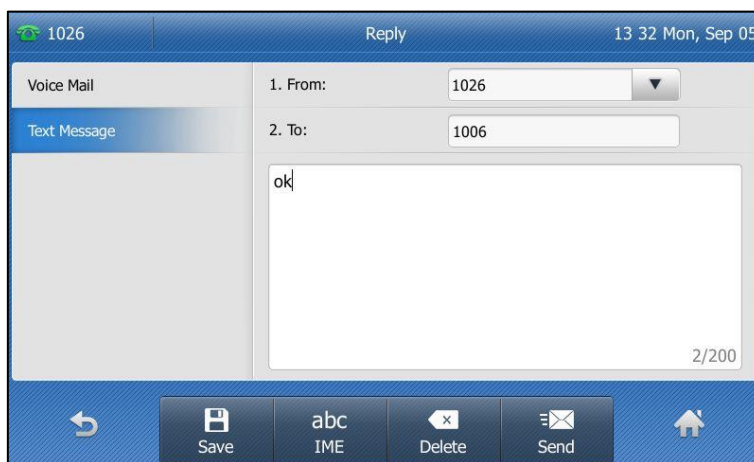 1026 Reply 13 32 Mon, Sep 05
Voice Mail
1. From: 1026
Text Message
2. To: 1006
ok
2/200
Save
abc
IME
Delete
Send